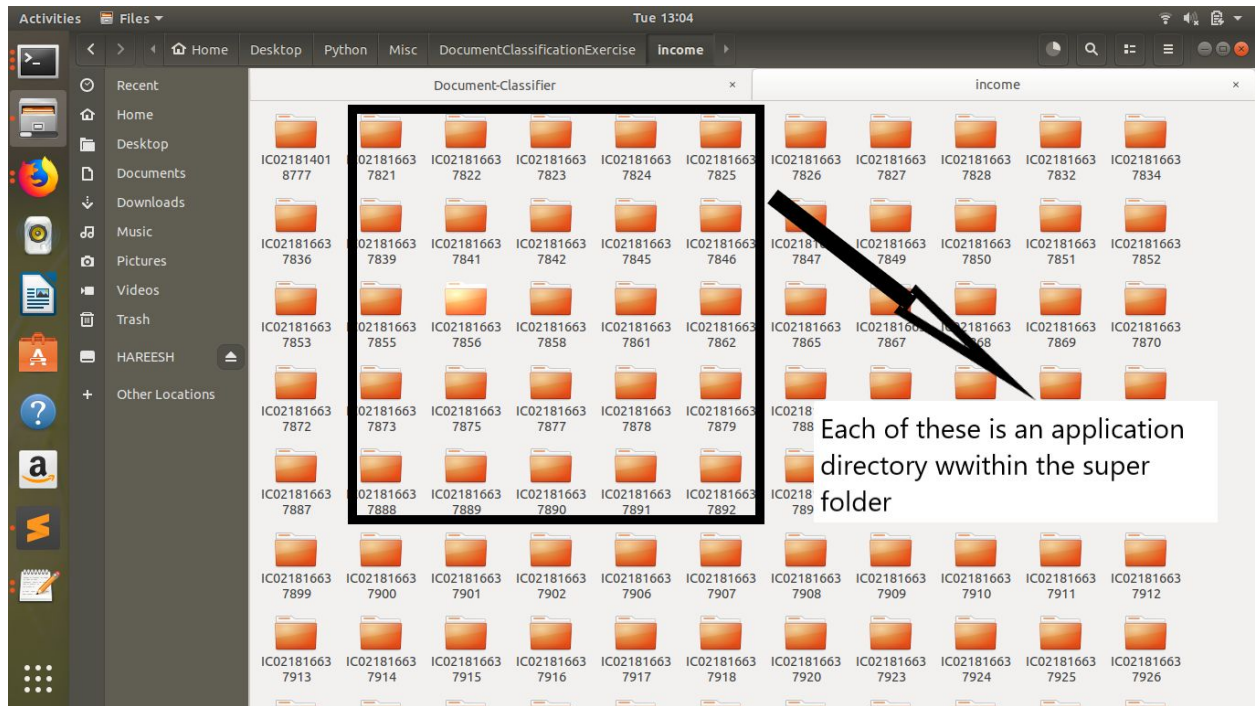 Activities Files Tue 13:04
Home Desktop Python Misc DocumentClassificationExercise income
Recent
Home
Desktop
Documents
Downloads
Music
Pictures
Videos
Trash
HAREESH
Other Locations
Document-Classifier × income ×
IC02181401 IC02181663 IC02181663 IC02181663 IC02181663 IC02181663 IC02181663 IC02181663 IC02181663 IC02181663
8777 7821 7822 7823 7824 7825 7826 7827 7828 7832 7834
IC02181663 IC02181663 IC02181663 IC02181663 IC02181663 IC02181663 IC02181663 IC02181663 IC02181663
7836 7839 7841 7842 7845 7846 7847 7849 7850 7851 7852
IC02181663 IC02181663 IC02181663 IC02181663 IC02181663 IC02181663 IC02181663 IC02181663
7853 7855 7856 7858 7861 7862 7865 7867 7869 7870
IC02181663 IC02181663 IC02181663 IC02181663 IC02181663
7872 7873 7875 7877 7878 7879
Each of these is an application
directory wwithin the super
folder
IC02181663 IC02181663 IC02181663 IC02181663 IC02181663
7887 7888 7889 7890 7891 7892
IC02181663 IC02181663 IC02181663 IC02181663 IC02181663 IC02181663 IC02181663 IC02181663 IC02181663 IC02181663 IC02181663
7899 7900 7901 7902 7906 7907 7908 7909 7910 7911 7912
IC02181663 IC02181663 IC02181663 IC02181663 IC02181663 IC02181663 IC02181663 IC02181663 IC02181663 IC02181663 IC02181663
7913 7914 7915 7916 7917 7918 7920 7923 7924 7925 7926